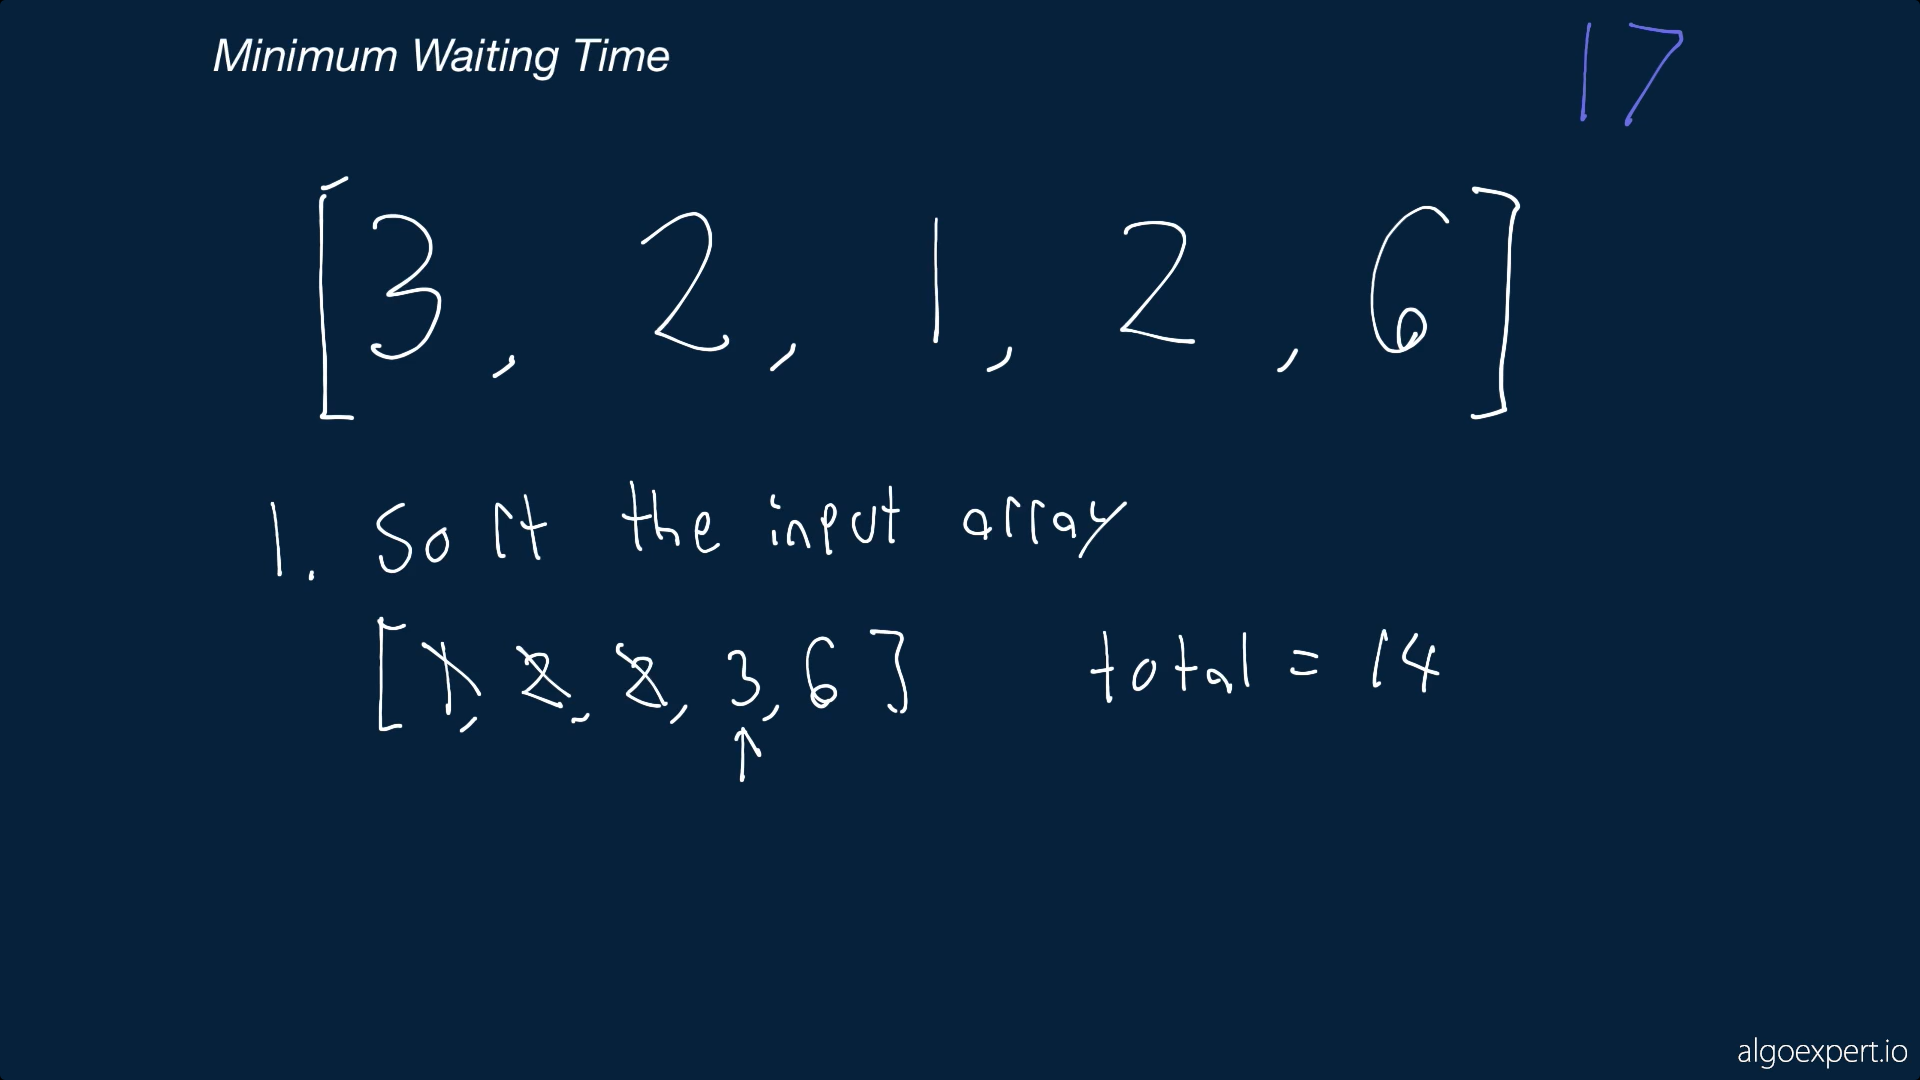 Minimum Waiting Time
17
[3, 2, 1, 2, 6]
1. Sort the input array
[1, 2, 2, 3, 6] total = 14
↑
algoexpert.io